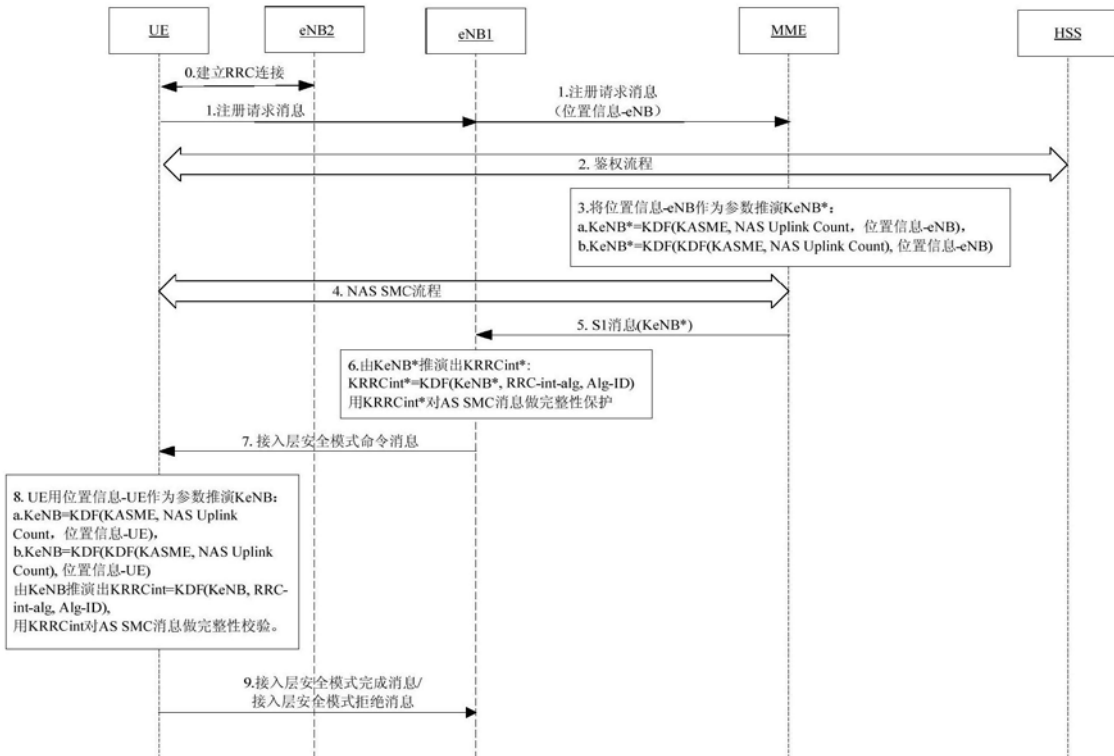 UE
eNB2
eNB1
MME
HSS
0.建立RRC连接
1.注册请求消息
1.注册请求消息
（位置信息-eNB）
2. 鉴权流程
3.将位置信息-eNB作为参数推演KeNB*：
a.KeNB*=KDF(KASME, NAS Uplink Count，位置信息-eNB)，
b.KeNB*=KDF(KDF(KASME, NAS Uplink Count), 位置信息-eNB)
4. NAS SMC流程
5. S1消息(KeNB*)
6.由KeNB*推演出KRRCint*:
KRRCint*=KDF(KeNB*, RRC-int-alg, Alg-ID)
用KRRCint*对AS SMC消息做完整性保护
7. 接入层安全模式命令消息
8. UE用位置信息-UE作为参数推演KeNB：
a.KeNB=KDF(KASME, NAS Uplink
Count，位置信息-UE)，
b.KeNB=KDF(KDF(KASME, NAS Uplink
Count), 位置信息-UE)
由KeNB推演出KRRCint=KDF(KeNB, RRC-
int-alg, Alg-ID),
用KRRCint对AS SMC消息做完整性校验。
9.接入层安全模式完成消息/
接入层安全模式拒绝消息